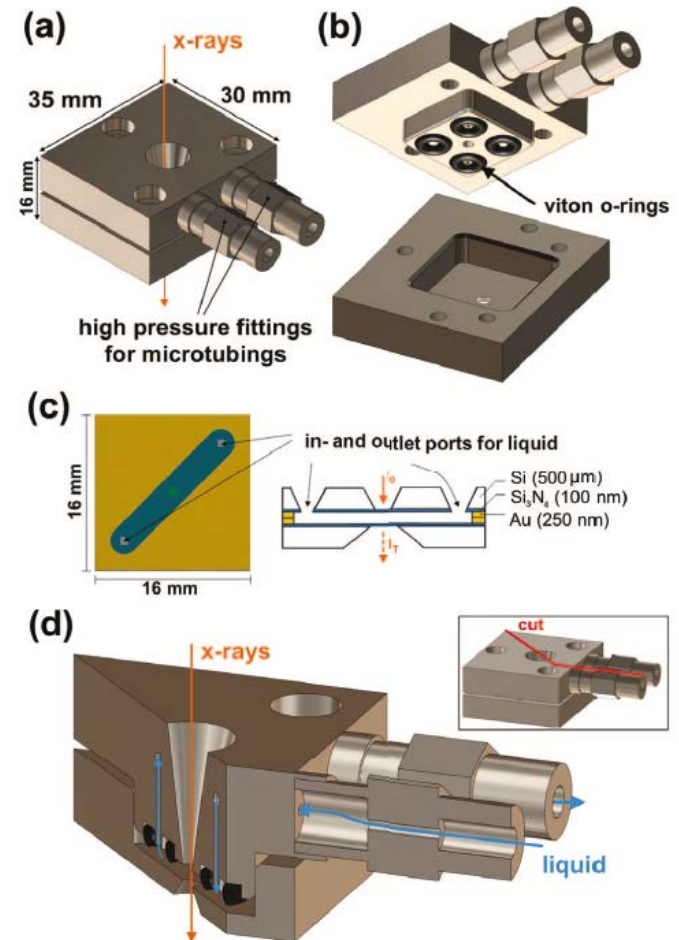 (a)
x-rays
35 mm
30 mm
16 mm
high pressure fittings
for microtubings
(b)
viton o-rings
(c)
16 mm
16 mm
in- and outlet ports for liquid
I₀
I_T
Si (500 μm)
Si₃N₄ (100 nm)
Au (250 nm)
(d)
x-rays
cut
liquid